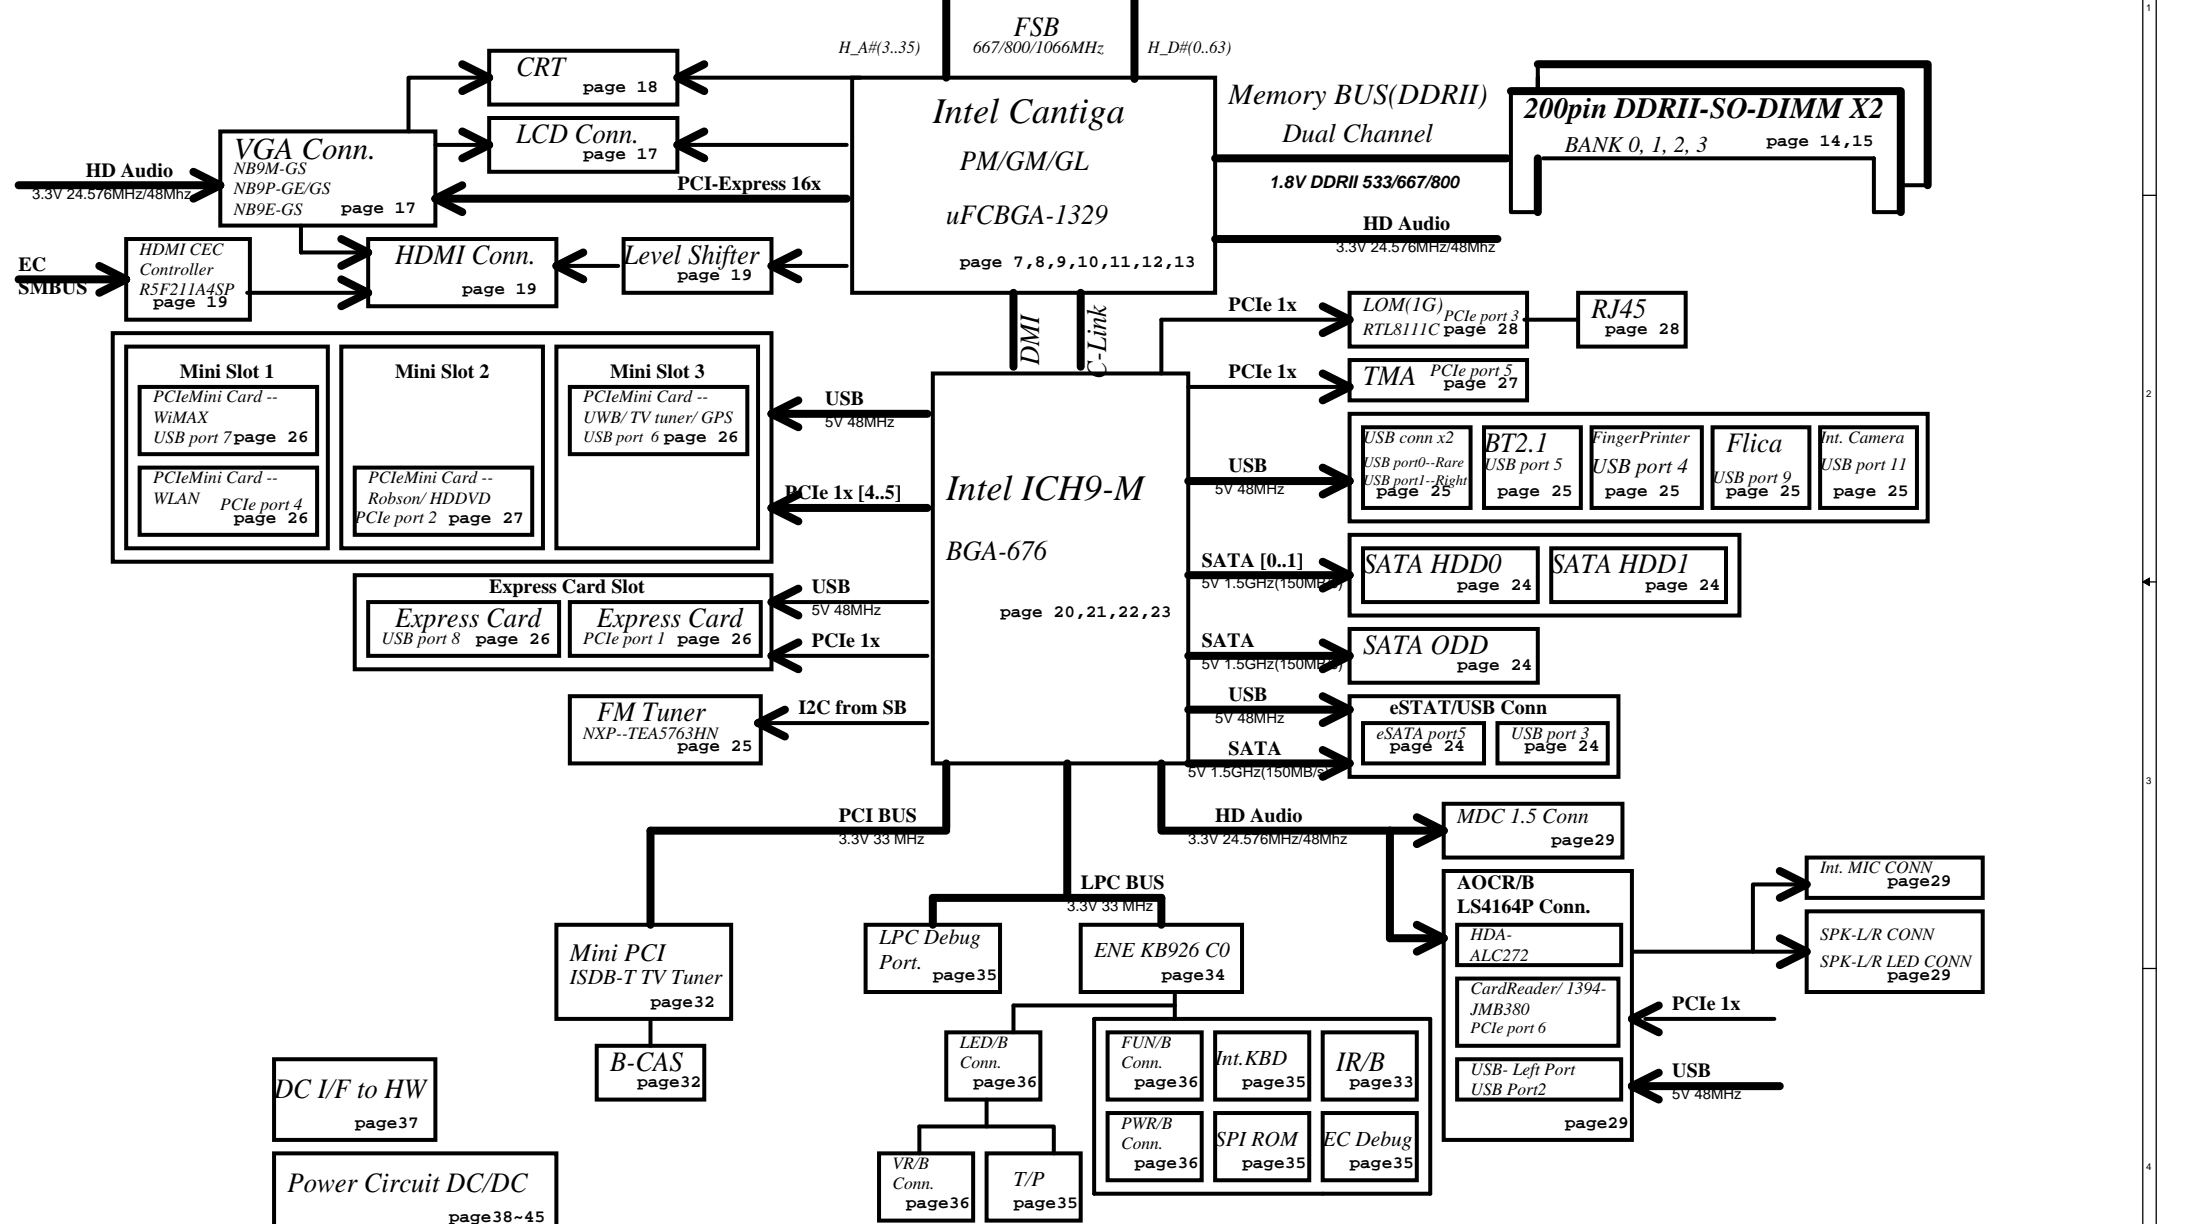 FSB
H_A#(3..35)
667/800/1066MHz
H_D#(0..63)
CRT
page 18
LCD Conn.
page 17
VGA Conn.
NB9M-GS
NB9P-GE/GS
NB9E-GS
page 17
HD Audio
3.3V 24.576MHz/48Mhz
PCI-Express 16x
Intel Cantiga
PM/GM/GL
uFCBGA-1329
page 7,8,9,10,11,12,13
Memory BUS(DDRII)
Dual Channel
1.8V DDRII 533/667/800
200pin DDRII-SO-DIMM X2
BANK 0, 1, 2, 3
page 14,15
HD Audio
3.3V 24.576MHz/48Mhz
EC
SMBUS
HDMI CEC
Controller
R5F211A4SP
page 19
HDMI Conn.
page 19
Level Shifter
page 19
DMI
C-Link
PCIe 1x
LOM(1G)
PCIe port 3
RTL8111C
page 28
RJ45
page 28
PCIe 1x
TMA
PCIe port 5
page 27
Mini Slot 1
PCIeMini Card --
WiMAX
USB port 7
page 26
PCIeMini Card --
WLAN
PCIe port 4
page 26
Mini Slot 2
PCIeMini Card --
Robson/ HDDVD
PCIe port 2
page 27
Mini Slot 3
PCIeMini Card --
UWB/ TV tuner/ GPS
USB port 6
page 26
USB
5V 48MHz
PCIe 1x [4..5]
Intel ICH9-M
BGA-676
page 20,21,22,23
USB
5V 48MHz
USB conn x2
USB port0--Rare
USB port1--Right
page 25
BT2.1
USB port 5
page 25
FingerPrinter
USB port 4
page 25
Flica
USB port 9
page 25
Int. Camera
USB port 11
page 25
SATA [0..1]
5V 1.5GHz(150MB/s)
SATA HDD0
page 24
SATA HDD1
page 24
Express Card Slot
Express Card
USB port 8
page 26
Express Card
PCIe port 1
page 26
USB
5V 48MHz
PCIe 1x
SATA
5V 1.5GHz(150MB/s)
SATA ODD
page 24
FM Tuner
NXP--TEA5763HN
page 25
I2C from SB
USB
5V 48MHz
SATA
5V 1.5GHz(150MB/s)
eSTAT/USB Conn
eSATA port5
page 24
USB port 3
page 24
PCI BUS
3.3V 33 MHz
HD Audio
3.3V 24.576MHz/48Mhz
MDC 1.5 Conn
page29
LPC BUS
3.3V 33 MHz
AOCR/B
LS4164P Conn.
HDA-
ALC272
CardReader/ 1394-
JMB380
PCIe port 6
USB- Left Port
USB Port2
page29
Int. MIC CONN
page29
SPK-L/R CONN
SPK-L/R LED CONN
page29
PCIe 1x
USB
5V 48MHz
Mini PCI
ISDB-T TV Tuner
page32
B-CAS
page32
LPC Debug
Port.
page35
ENE KB926 C0
page34
LED/B
Conn.
page36
FUN/B
Conn.
page36
Int.KBD
page35
IR/B
page33
PWR/B
Conn.
page36
SPI ROM
page35
EC Debug
page35
VR/B
Conn.
page36
T/P
page35
DC I/F to HW
page37
Power Circuit DC/DC
page38~45
1
2
3
4